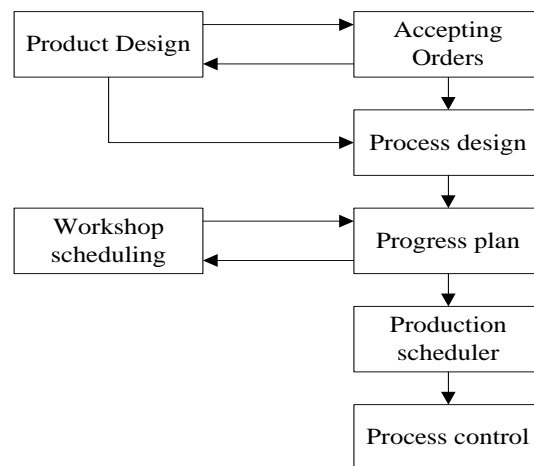 Product Design
Accepting
Orders
Process design
Workshop
scheduling
Progress plan
Production
scheduler
Process control